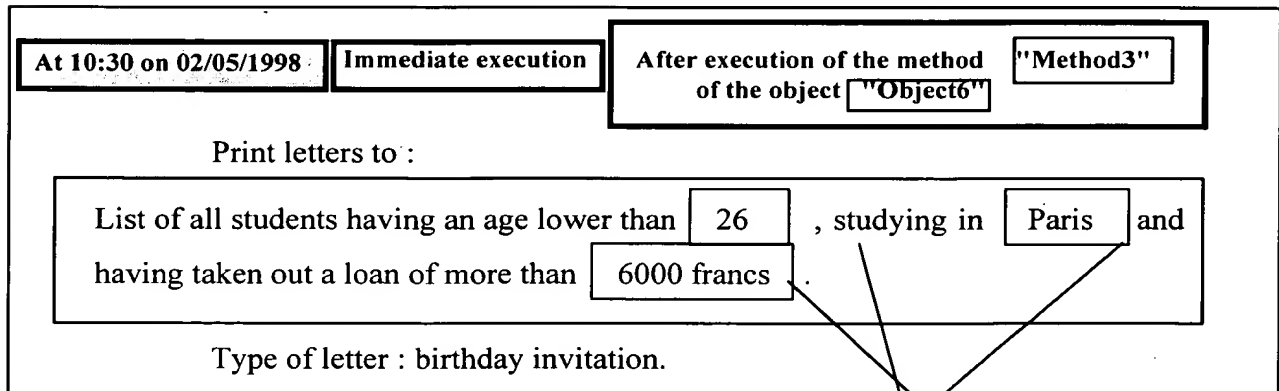 At 10:30 on 02/05/1998 Immediate execution After execution of the method "Method3"
of the object "Object6"
Print letters to :
List of all students having an age lower than 26 , studying in Paris and
having taken out a loan of more than 6000 francs .
Type of letter : birthday invitation.